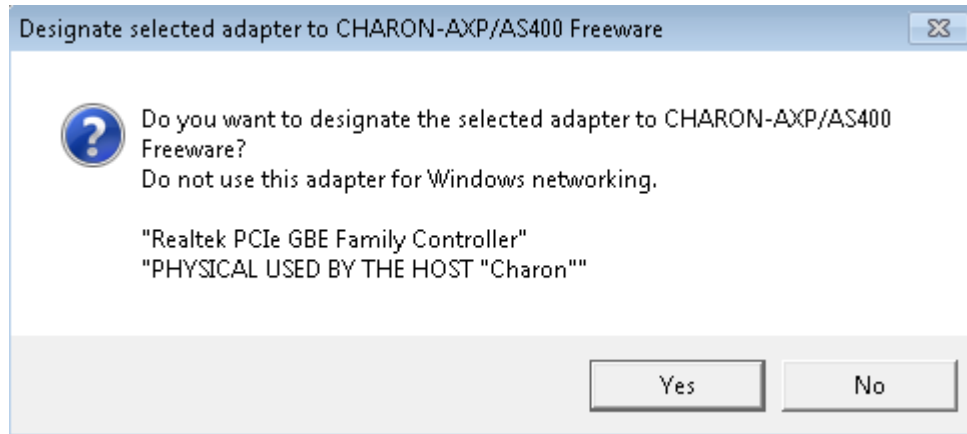 Designate selected adapter to CHARON-AXP/AS400 Freeware
Do you want to designate the selected adapter to CHARON-AXP/AS400
Freeware?
Do not use this adapter for Windows networking.
"Realtek PCIe GBE Family Controller"
"PHYSICAL USED BY THE HOST "Charon""
Yes
No